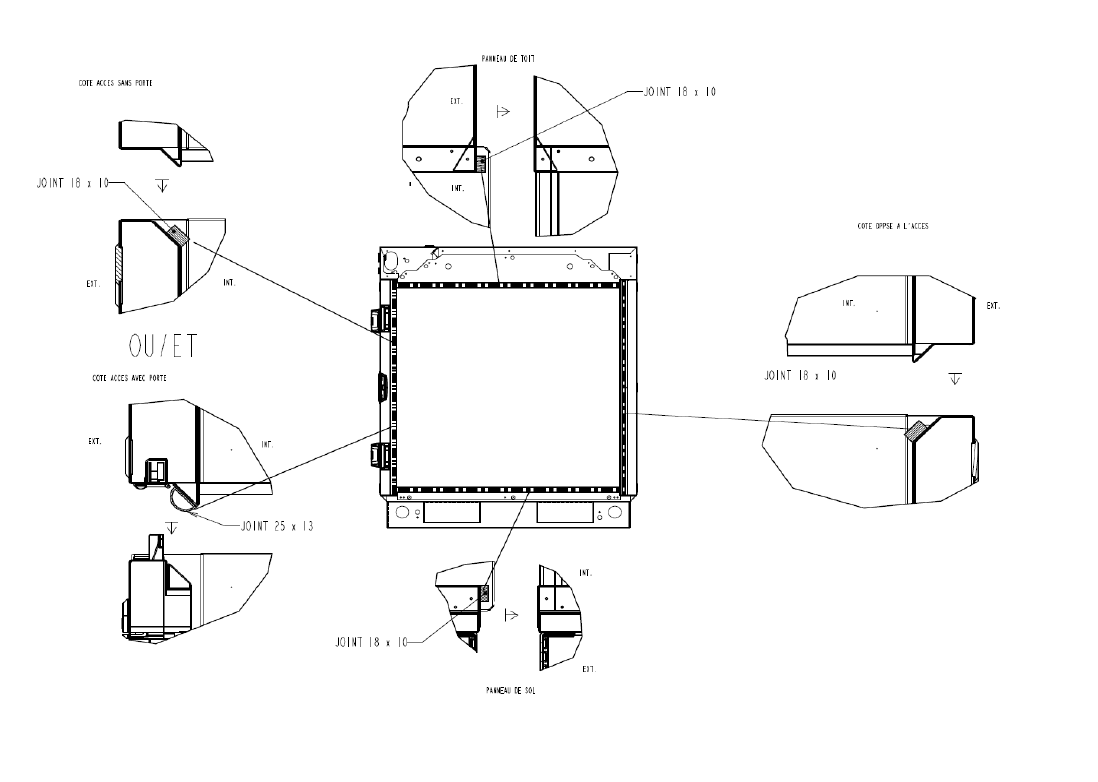 PANNEAU DE TOIT
COTE ACCES SANS PORTE
JOINT 18 x 10
EXT.
INT.
JOINT 18 x 10
EXT.
INT.
COTE OPPSE A L'ACCES
INT.
EXT.
JOINT 18 x 10
OU/ET
COTE ACCES AVEC PORTE
EXT.
INT.
JOINT 25 x 13
INT.
JOINT 18 x 10
EXT.
PANNEAU DE SOL